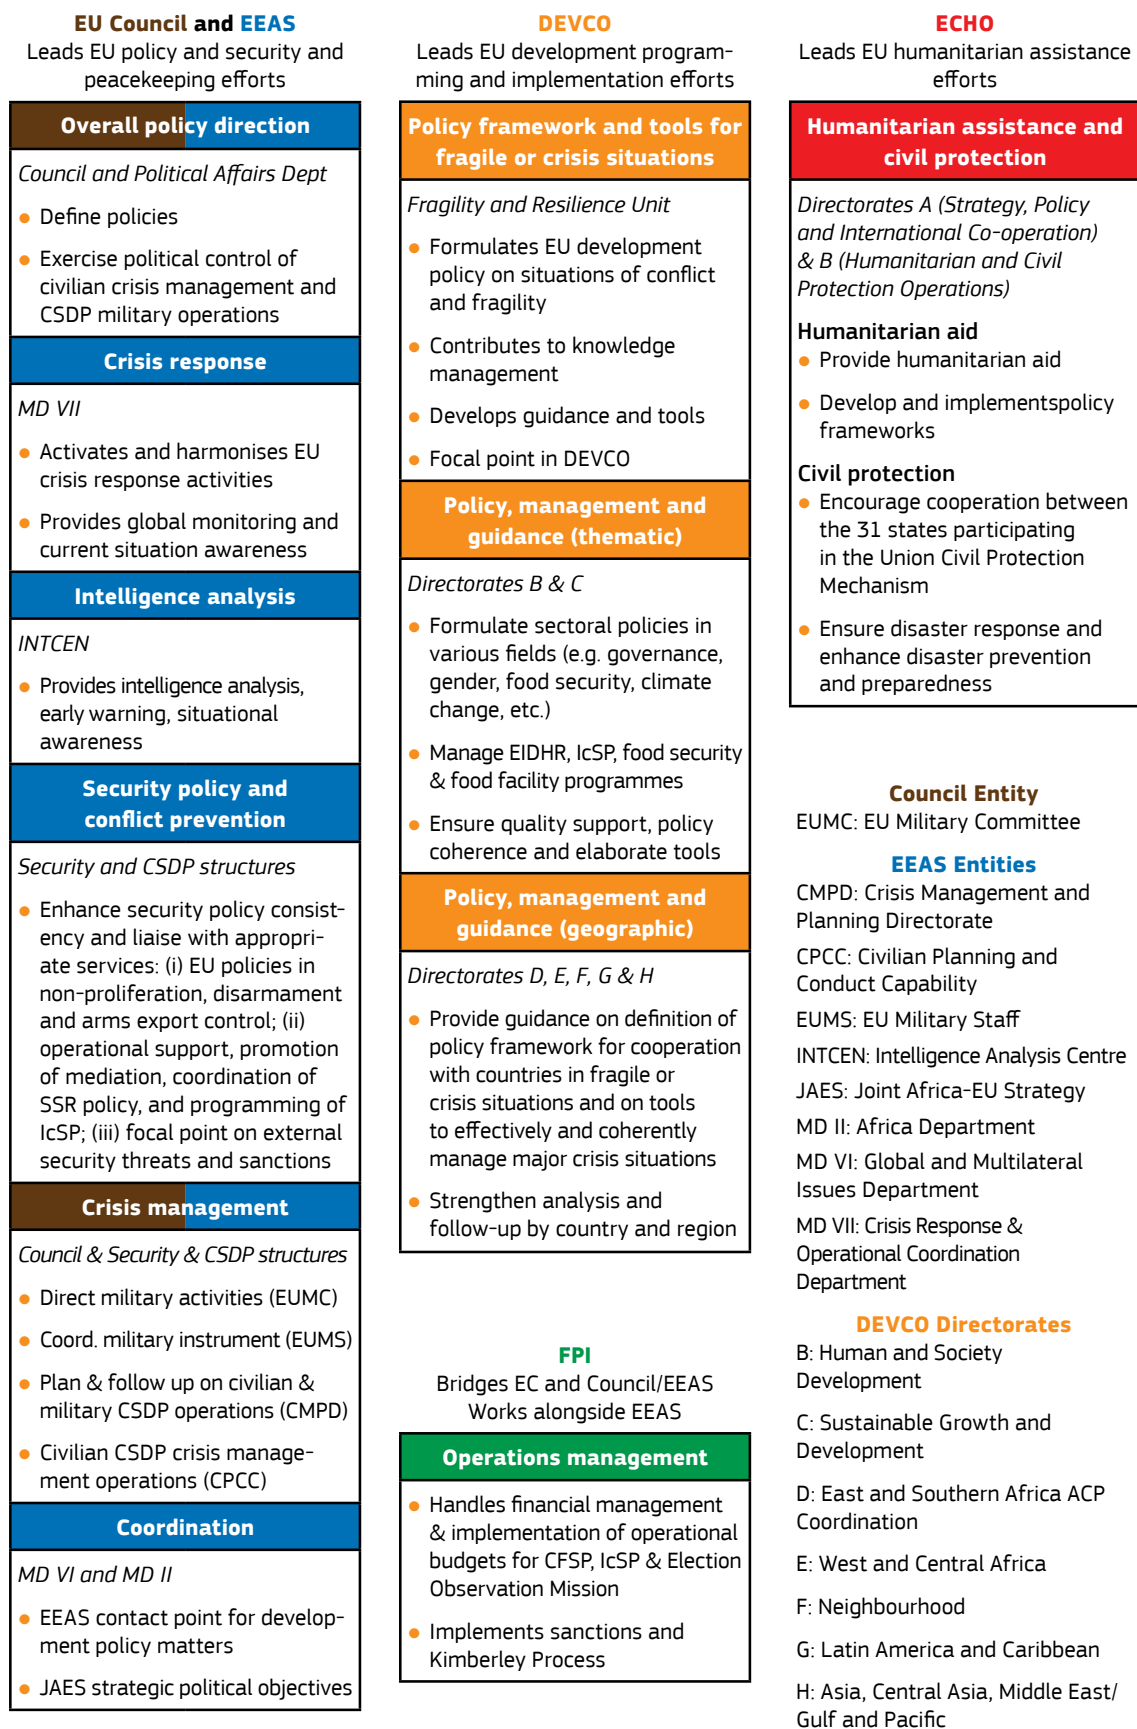 EU Council and EEAS
Leads EU policy and security and
peacekeeping efforts
Overall policy direction
Council and Political Affairs Dept
● Define policies
● Exercise political control of
civilian crisis management and
CSDP military operations
Crisis response
MD VII
● Activates and harmonises EU
crisis response activities
● Provides global monitoring and
current situation awareness
Intelligence analysis
INTCEN
● Provides intelligence analysis,
early warning, situational
awareness
Security policy and
conflict prevention
Security and CSDP structures
● Enhance security policy consist-
ency and liaise with appropri-
ate services: (i) EU policies in
non-proliferation, disarmament
and arms export control; (ii)
operational support, promotion
of mediation, coordination of
SSR policy, and programming of
IcSP; (iii) focal point on external
security threats and sanctions
Crisis management
Council & Security & CSDP structures
● Direct military activities (EUMC)
● Coord. military instrument (EUMS)
● Plan & follow up on civilian &
military CSDP operations (CMPD)
● Civilian CSDP crisis manage-
ment operations (CPCC)
Coordination
MD VI and MD II
● EEAS contact point for develop-
ment policy matters
● JAES strategic political objectives
DEVCO
Leads EU development program-
ming and implementation efforts
Policy framework and tools for
fragile or crisis situations
Fragility and Resilience Unit
● Formulates EU development
policy on situations of conflict
and fragility
● Contributes to knowledge
management
● Develops guidance and tools
● Focal point in DEVCO
Policy, management and
guidance (thematic)
Directorates B & C
● Formulate sectoral policies in
various fields (e.g. governance,
gender, food security, climate
change, etc.)
● Manage EIDHR, IcSP, food security
& food facility programmes
● Ensure quality support, policy
coherence and elaborate tools
Policy, management and
guidance (geographic)
Directorates D, E, F, G & H
● Provide guidance on definition of
policy framework for cooperation
with countries in fragile or
crisis situations and on tools
to effectively and coherently
manage major crisis situations
● Strengthen analysis and
follow-up by country and region
FPI
Bridges EC and Council/EEAS
Works alongside EEAS
Operations management
● Handles financial management
& implementation of operational
budgets for CFSP, IcSP & Election
Observation Mission
● Implements sanctions and
Kimberley Process
ECHO
Leads EU humanitarian assistance
efforts
Humanitarian assistance and
civil protection
Directorates A (Strategy, Policy
and International Co-operation)
& B (Humanitarian and Civil
Protection Operations)
Humanitarian aid
● Provide humanitarian aid
● Develop and implementspolicy
frameworks
Civil protection
● Encourage cooperation between
the 31 states participating
in the Union Civil Protection
Mechanism
● Ensure disaster response and
enhance disaster prevention
and preparedness
Council Entity
EUMC: EU Military Committee
EEAS Entities
CMPD: Crisis Management and
Planning Directorate
CPCC: Civilian Planning and
Conduct Capability
EUMS: EU Military Staff
INTCEN: Intelligence Analysis Centre
JAES: Joint Africa-EU Strategy
MD II: Africa Department
MD VI: Global and Multilateral
Issues Department
MD VII: Crisis Response &
Operational Coordination
Department
DEVCO Directorates
B: Human and Society
Development
C: Sustainable Growth and
Development
D: East and Southern Africa ACP
Coordination
E: West and Central Africa
F: Neighbourhood
G: Latin America and Caribbean
H: Asia, Central Asia, Middle East/
Gulf and Pacific